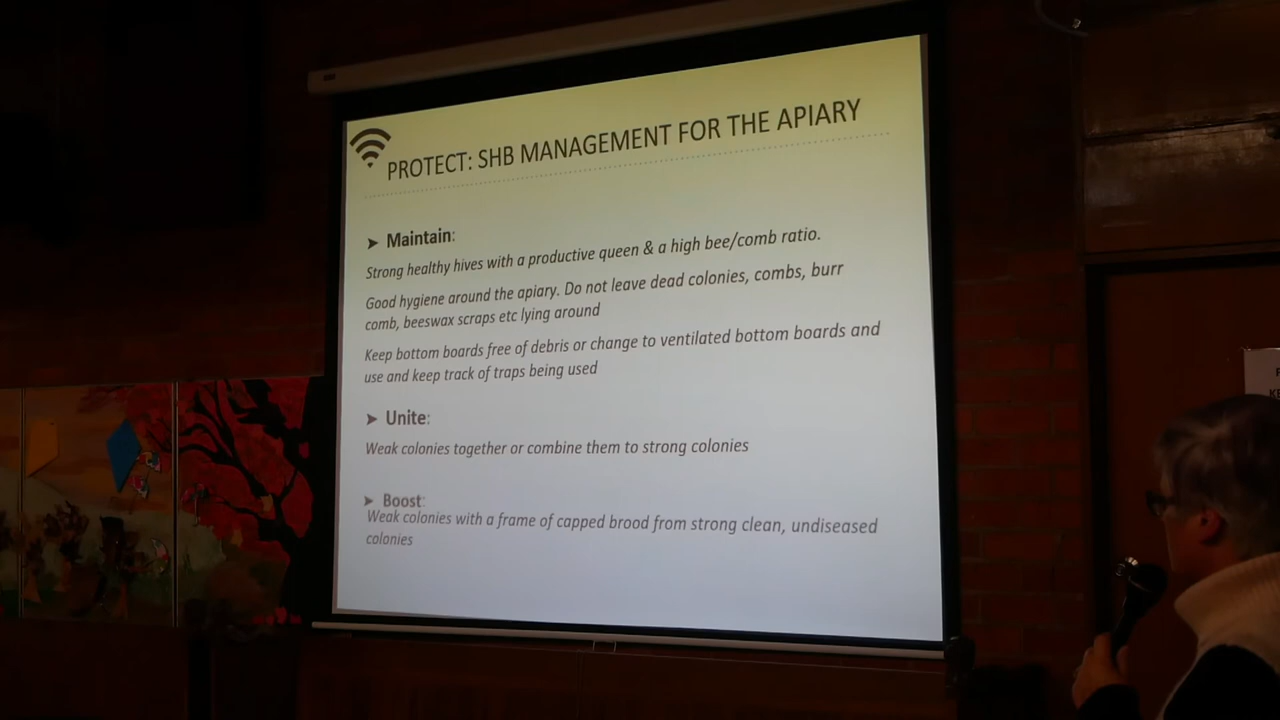 PROTECT: SHB MANAGEMENT FOR THE APIARY
➤ Maintain:
Strong healthy hives with a productive queen & a high bee/comb ratio.
Good hygiene around the apiary. Do not leave dead colonies, combs, burr
comb, beeswax scraps etc lying around
Keep bottom boards free of debris or change to ventilated bottom boards and
use and keep track of traps being used
➤ Unite:
Weak colonies together or combine them to strong colonies
➤ Boost:
Weak colonies with a frame of capped brood from strong clean, undiseased
colonies